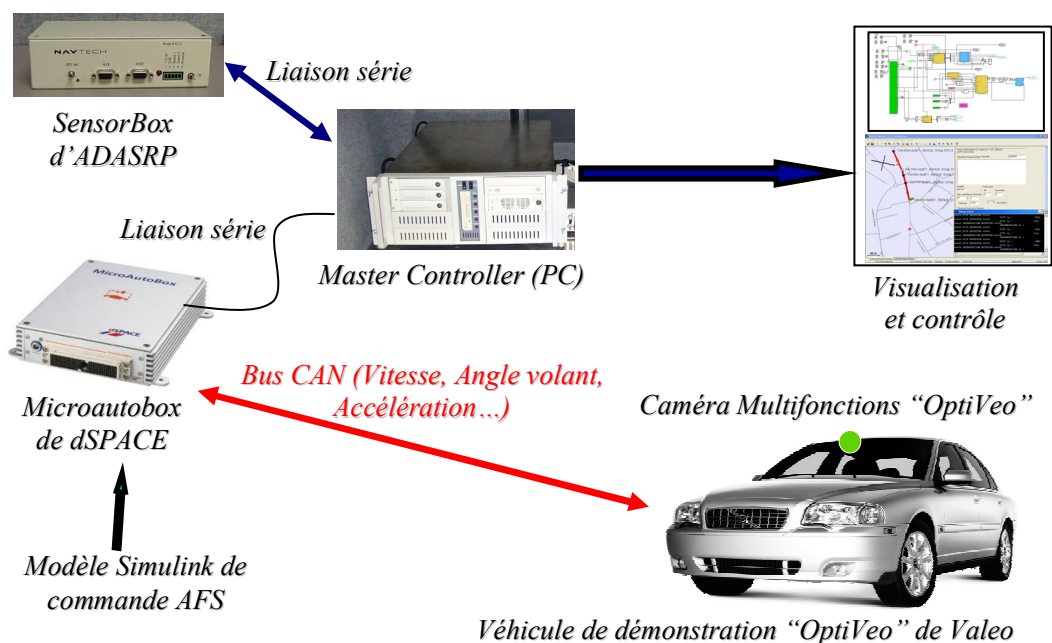 NAVTECH
Liaison série
SensorBox
d’ADASRP
Liaison série
Master Controller (PC)
Visualisation
et contrôle
MicroAutoBox
dSPACE
Bus CAN (Vitesse, Angle volant,
Accélération…)
Microautobox
de dSPACE
Caméra Multifonctions “OptiVeo”
Modèle Simulink de
commande AFS
Véhicule de démonstration “OptiVeo” de Valeo